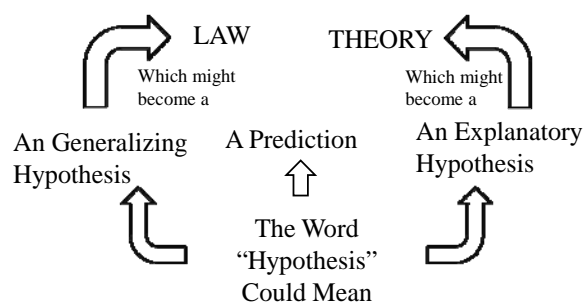 LAW
THEORY
Which might
become a
Which might
become a
An Generalizing
Hypothesis
A Prediction
An Explanatory
Hypothesis
The Word
“Hypothesis”
Could Mean